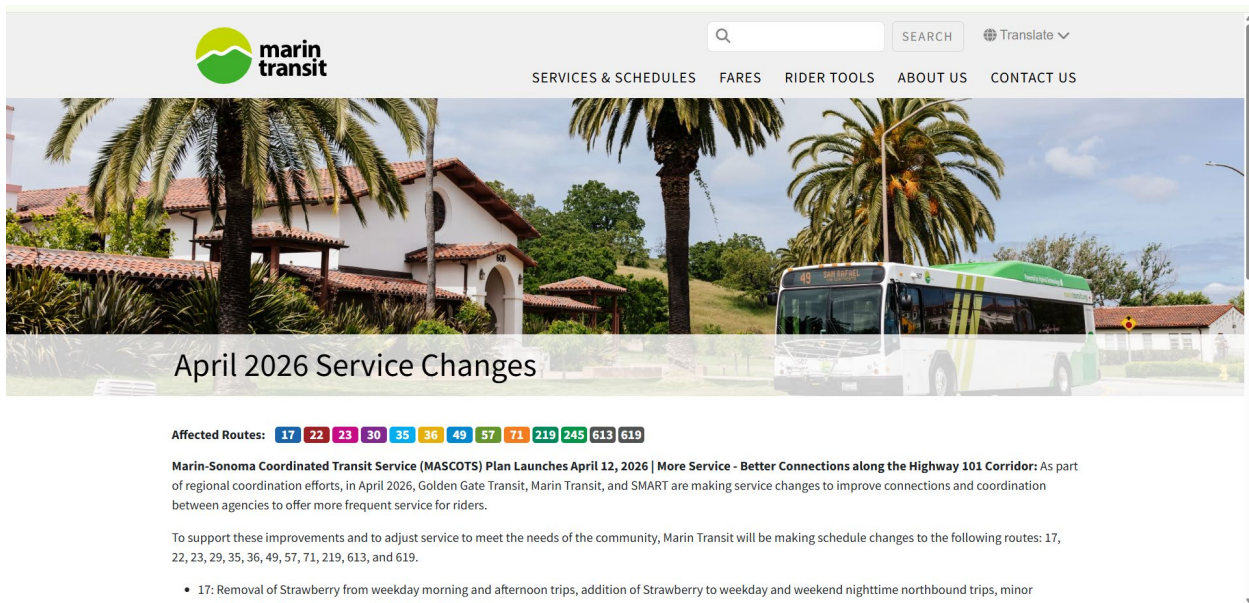 marin
transit
SEARCH
Translate
SERVICES & SCHEDULES FARES RIDER TOOLS ABOUT US CONTACT US
600
49 SAN RAFAEL
April 2026 Service Changes
Affected Routes: 17 22 23 30 35 36 49 57 71 219 245 613 619
Marin-Sonoma Coordinated Transit Service (MASCOTS) Plan Launches April 12, 2026 | More Service - Better Connections along the Highway 101 Corridor: As part
of regional coordination efforts, in April 2026, Golden Gate Transit, Marin Transit, and SMART are making service changes to improve connections and coordination
between agencies to offer more frequent service for riders.
To support these improvements and to adjust service to meet the needs of the community, Marin Transit will be making schedule changes to the following routes: 17,
22, 23, 29, 35, 36, 49, 57, 71, 219, 613, and 619.
• 17: Removal of Strawberry from weekday morning and afternoon trips, addition of Strawberry to weekday and weekend nighttime northbound trips, minor